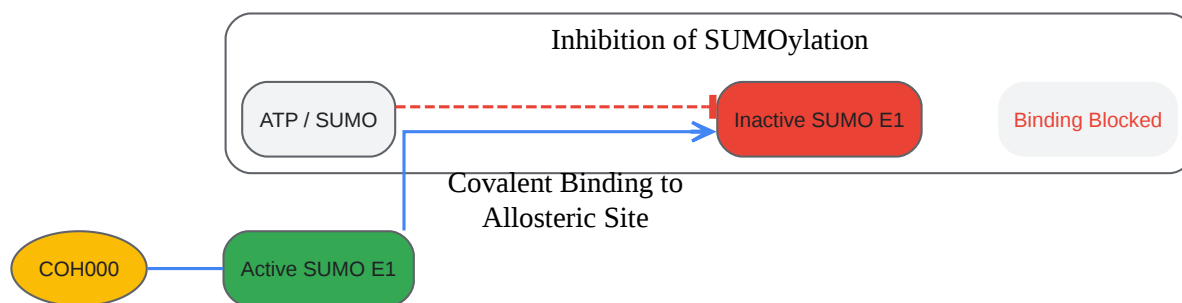 Inhibition of SUMOylation
ATP / SUMO
Inactive SUMO E1
Binding Blocked
Covalent Binding to
Allosteric Site
COH000
Active SUMO E1